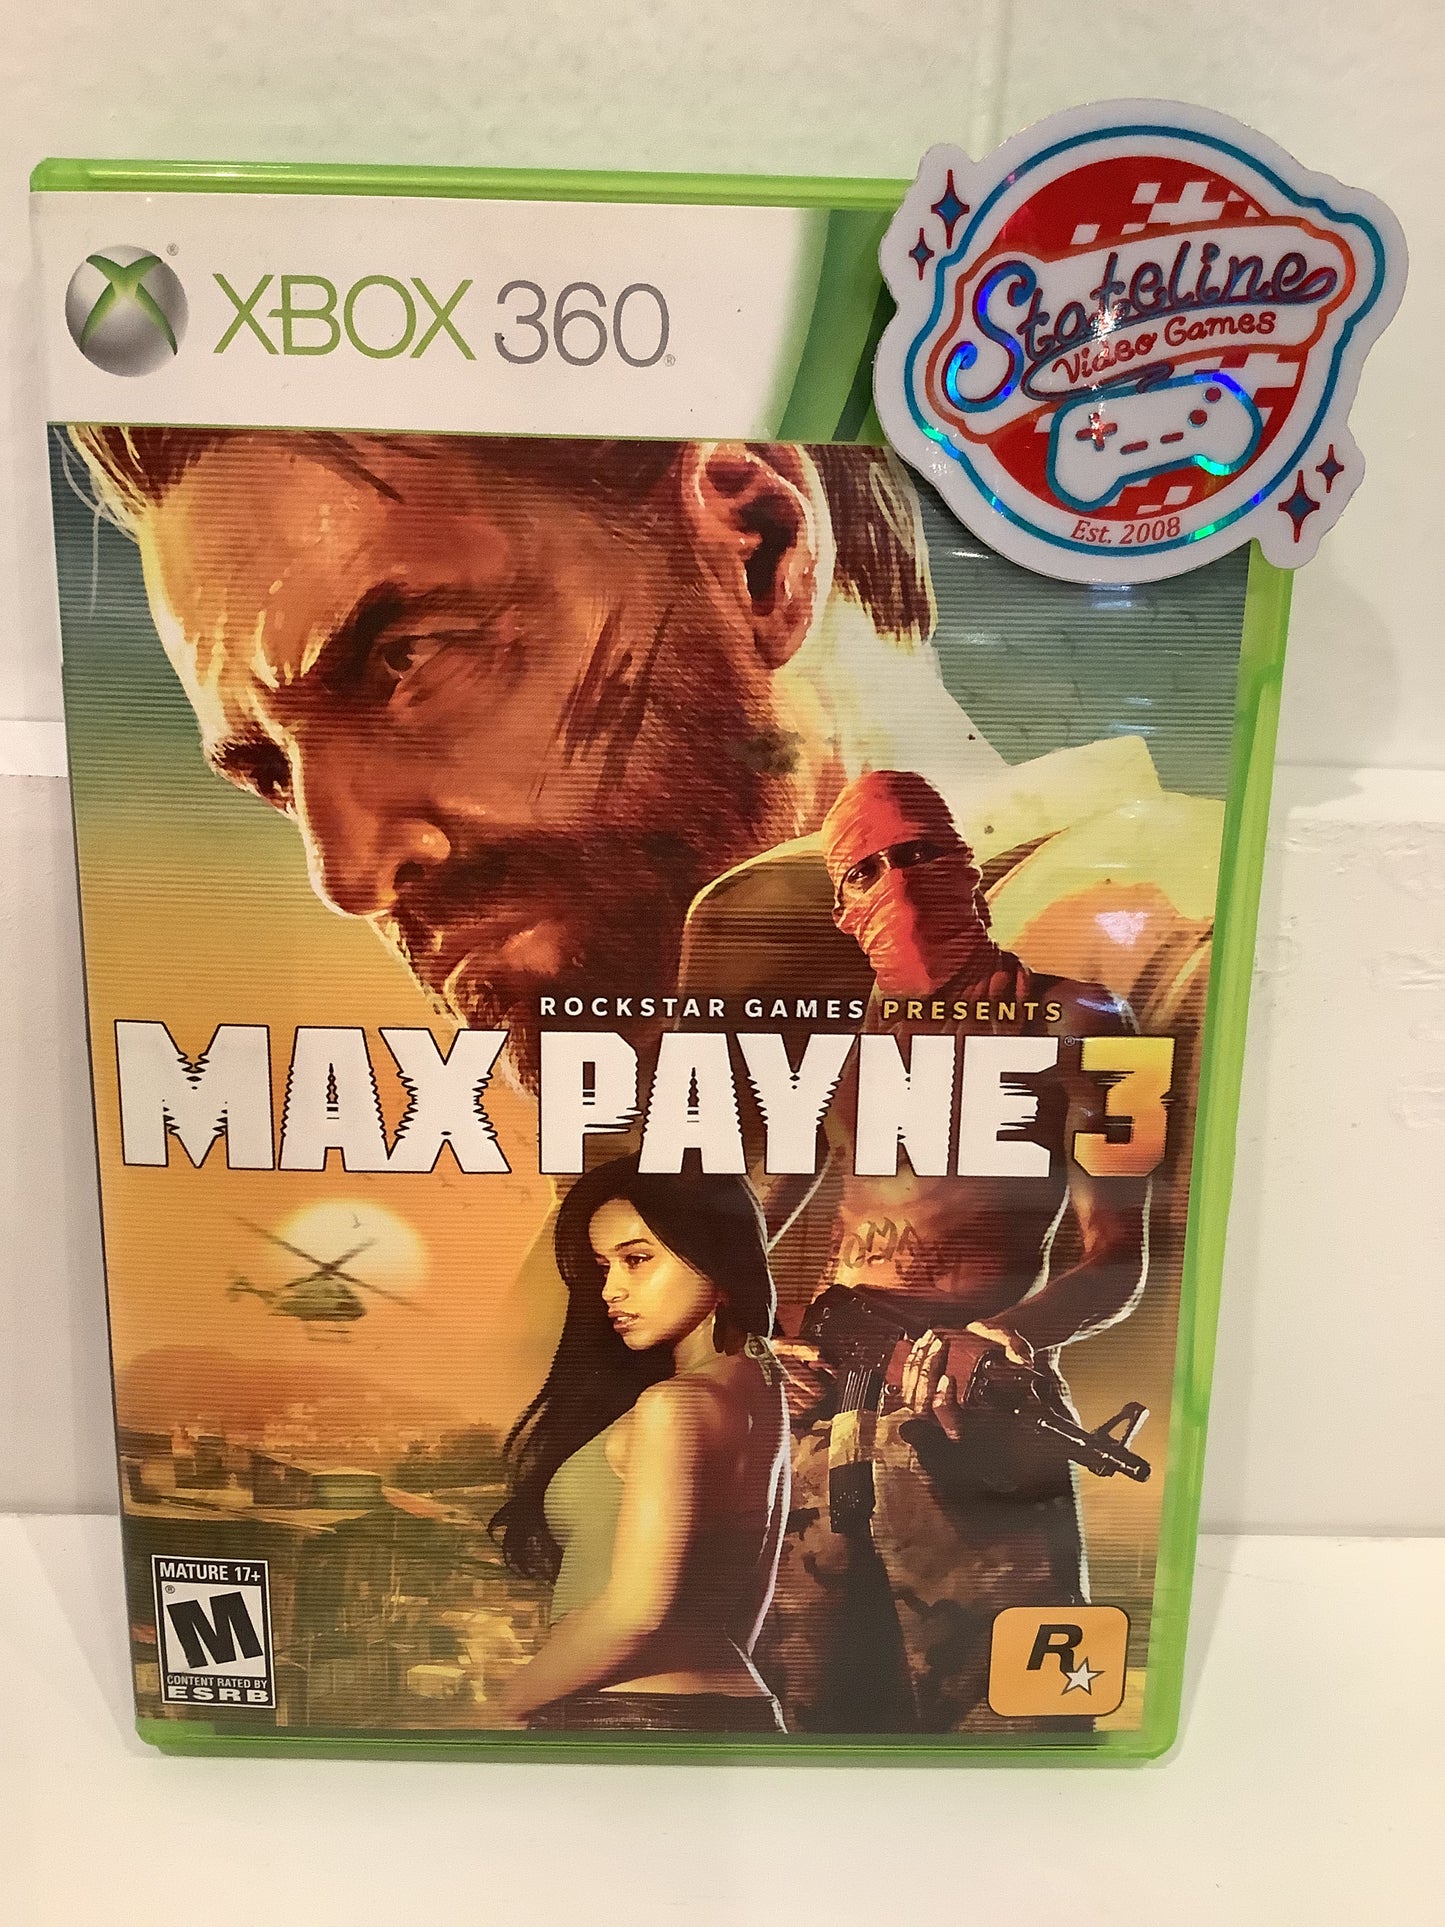 XBOX 360
Stateline
Video Games
Est. 2008
ROCKSTAR GAMES PRESENTS
MAX PAYNE 3
MATURE 17+
M
CONTENT RATED BY
ESRB
R